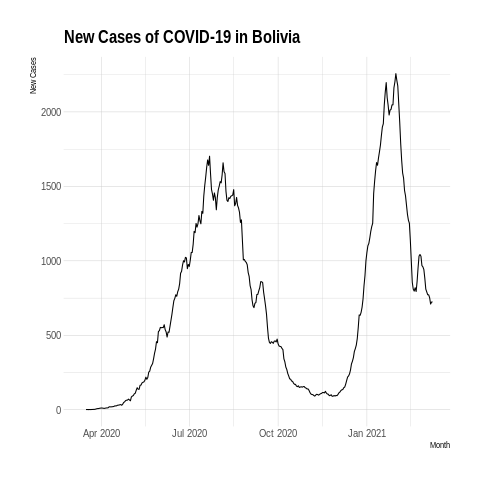 New Cases of COVID-19 in Bolivia
New Cases
2000
1500
1000
500
0
Apr 2020
Jul 2020
Oct 2020
Jan 2021
Month